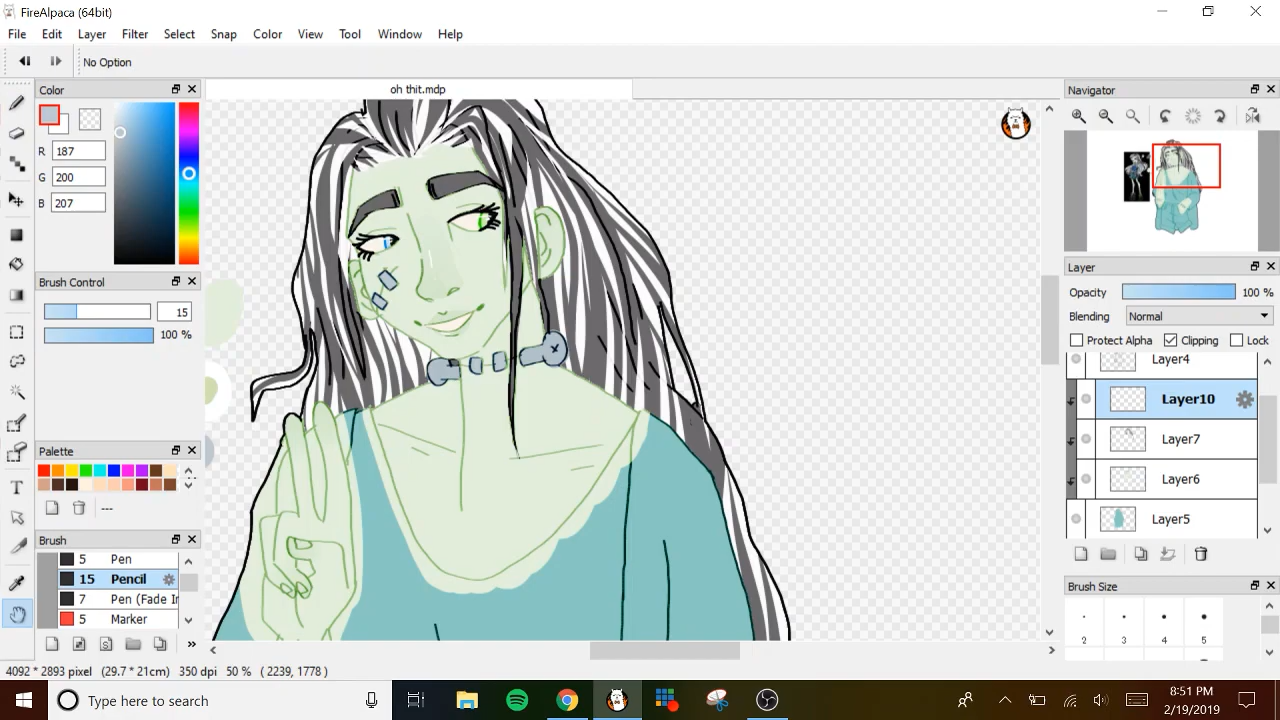 FireAlpaca (64bit)
File Edit Layer Filter Select Snap Color View Tool Window Help
No Option
Color
R 187
G 200
B 207
Brush Control
15
100 %
Palette
---
Brush
5 Pen
15 Pencil
7 Pen (Fade In
5 Marker
»
oh thit.mdp
Navigator
Layer
Opacity 100 %
Blending Normal
Protect Alpha Clipping Lock
Layer4
Layer10
Layer7
Layer6
Layer5
Brush Size
2 3 4 5
4092 * 2893 pixel (29.7 * 21cm) 350 dpi 50 % ( 2239, 1778 )
Type here to search
8:51 PM
2/19/2019